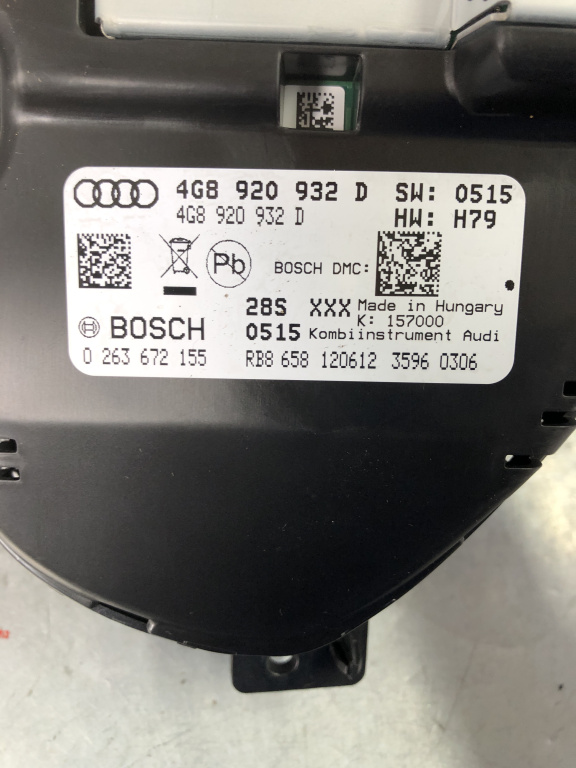 4G8 920 932 D SW: 0515
4G8 920 932 D HW: H79
Pb BOSCH DMC:
28S XXX Made in Hungary
K: 157000
BOSCH 0515 Kombiinstrument Audi
0 263 672 155 RB8 658 120612 3596 0306